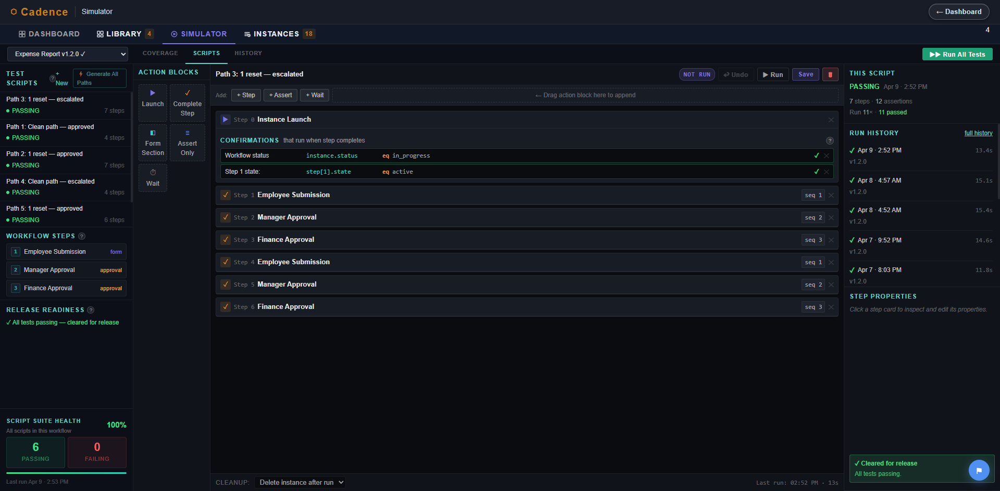 Cadence
Simulator
← Dashboard
DASHBOARD
LIBRARY 4
SIMULATOR
INSTANCES 18
4
Expense Report v1.2.0 ✓
COVERAGE
SCRIPTS
HISTORY
▶▶ Run All Tests
TEST SCRIPTS
?
+ New
Generate All Paths
Path 3: 1 reset — escalated
PASSING
7 steps
Path 1: Clean path — approved
PASSING
4 steps
Path 2: 1 reset — approved
PASSING
7 steps
Path 4: Clean path — escalated
PASSING
4 steps
Path 5: 1 reset — approved
PASSING
6 steps
WORKFLOW STEPS ?
1 Employee Submission form
2 Manager Approval approval
3 Finance Approval approval
RELEASE READINESS ?
✓ All tests passing — cleared for release
SCRIPT SUITE HEALTH
All scripts in this workflow
100%
6
PASSING
0
FAILING
Last run Apr 9 · 2:53 PM
ACTION BLOCKS
Launch
Complete Step
Form Section
Assert Only
Wait
Path 3: 1 reset — escalated
NOT RUN
Undo
▶ Run
Save
Add:
+ Step
+ Assert
+ Wait
← Drag action block here to append
Step 0 Instance Launch
CONFIRMATIONS that run when step completes
?
Workflow status instance.status eq in_progress
Step 1 state: step[1].state eq active
Step 1 Employee Submission seq 1
Step 2 Manager Approval seq 2
Step 3 Finance Approval seq 3
Step 4 Employee Submission seq 1
Step 5 Manager Approval seq 2
Step 6 Finance Approval seq 3
CLEANUP: Delete instance after run
Last run: 02:52 PM · 13s
THIS SCRIPT
PASSING Apr 9 · 2:52 PM
7 steps · 12 assertions
Run 11× · 11 passed
RUN HISTORY
full history
✓ Apr 9 · 2:52 PM 13.4s
v1.2.0
✓ Apr 8 · 4:57 AM 15.1s
v1.2.0
✓ Apr 8 · 4:52 AM 15.4s
v1.2.0
✓ Apr 7 · 9:52 PM 14.6s
v1.2.0
✓ Apr 7 · 8:03 PM 11.8s
v1.2.0
STEP PROPERTIES
Click a step card to inspect and edit its properties.
✓ Cleared for release
All tests passing.